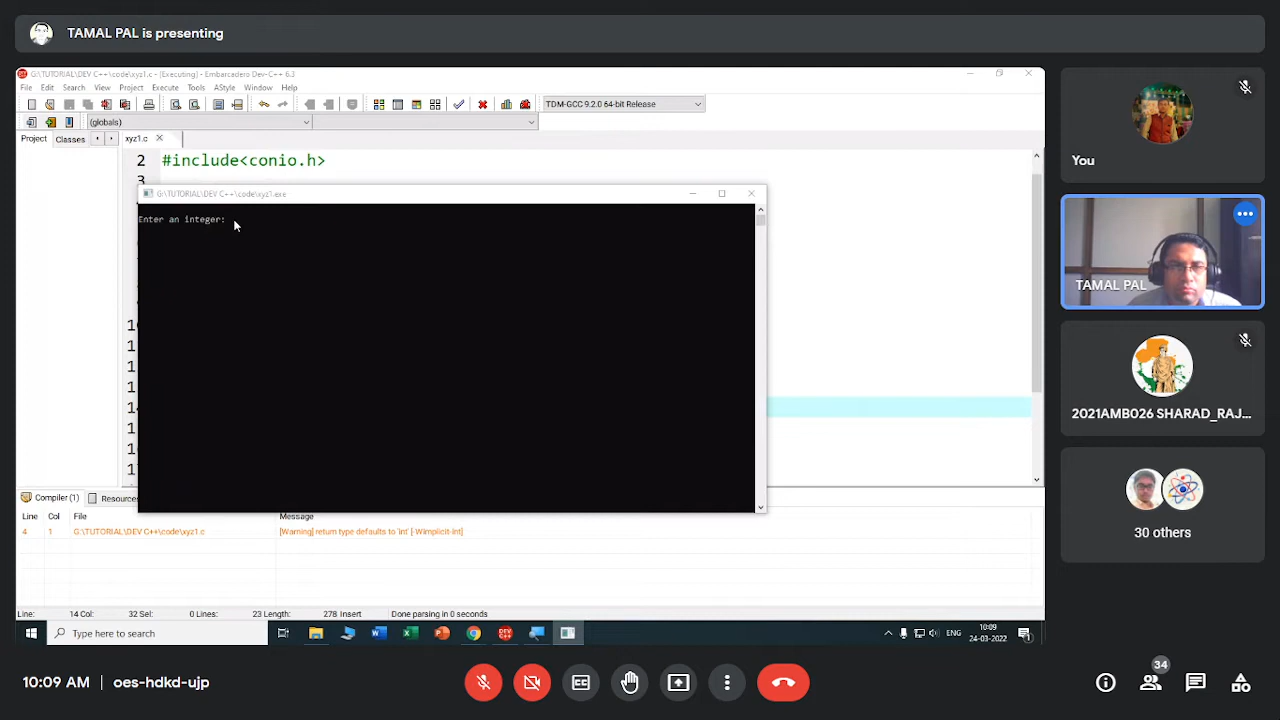 TAMAL PAL is presenting
G:\TUTORIAL\DEV C++\code\xyz1.c - [Executing] - Embarcadero Dev-C++ 6.3
File Edit Search View Project Execute Tools AStyle Window Help
TDM-GCC 9.2.0 64-bit Release
(globals)
Project Classes xyz1.c
2 #include<conio.h>
3
G:\TUTORIAL\DEV C++\code\xyz1.exe
Enter an integer:
Compiler (1) Resources
Line Col File Message
4 1 G:\TUTORIAL\DEV C++\code\xyz1.c [Warning] return type defaults to 'int' [-Wimplicit-int]
Line: 14 Col: 32 Sel: 0 Lines: 23 Length: 278 Insert Done parsing in 0 seconds
Type here to search
ENG
10:09
24-03-2022
You
TAMAL PAL
2021AMB026 SHARAD_RAJ...
30 others
10:09 AM | oes-hdkd-ujp
34